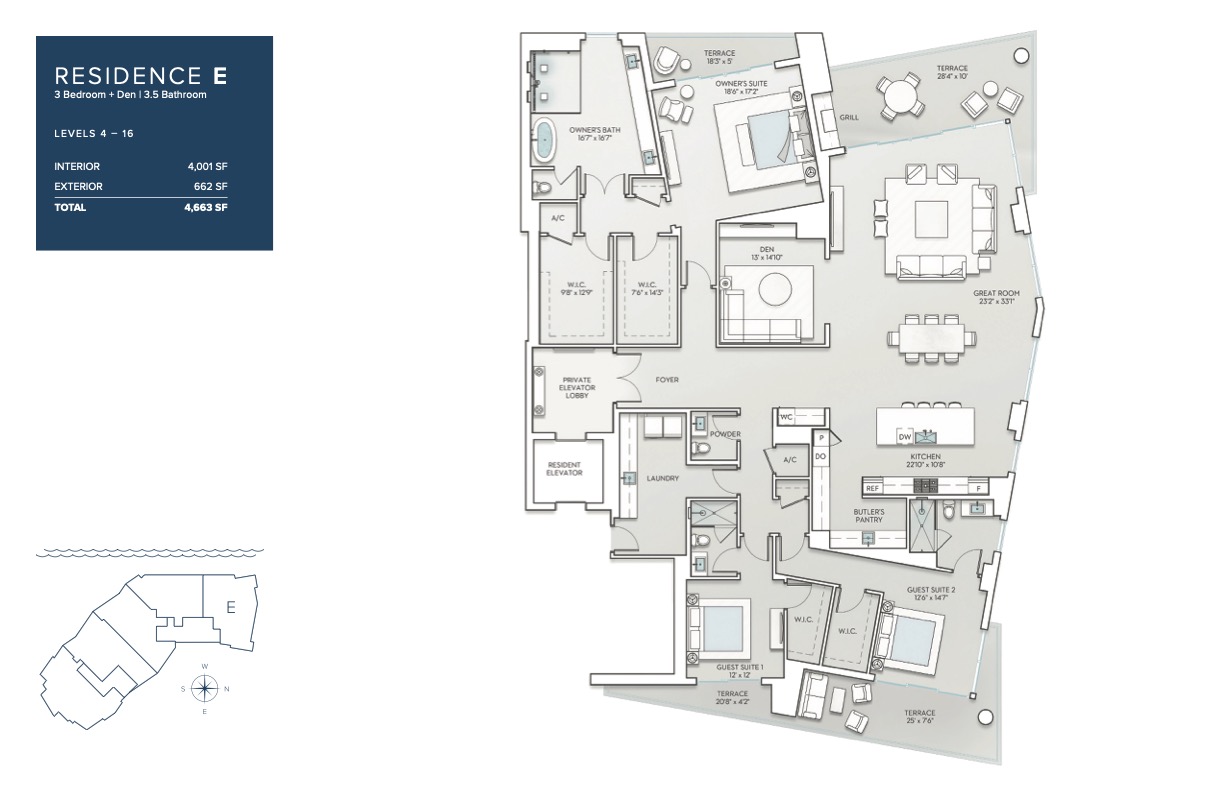 RESIDENCE E
3 Bedroom + Den | 3.5 Bathroom
LEVELS 4 – 16
INTERIOR 4,001 SF
EXTERIOR 662 SF
TOTAL 4,663 SF
TERRACE
18'3" x 5'
OWNER'S SUITE
18'6" x 17'2"
TERRACE
28'4" x 10'
GRILL
OWNER'S BATH
16'7" x 16'7"
A/C
DEN
13' x 14'10"
W.I.C.
9'8" x 12'9"
W.I.C.
7'6" x 14'3"
GREAT ROOM
23'2" x 33'1"
PRIVATE
ELEVATOR
LOBBY
FOYER
WC
POWDER
P
DW
DO
A/C
KITCHEN
22'10" x 10'8"
RESIDENT
ELEVATOR
LAUNDRY
REF
F
BUTLER'S
PANTRY
GUEST SUITE 2
12'6" x 14'7"
W.I.C.
W.I.C.
GUEST SUITE 1
12' x 12'
TERRACE
20'8" x 4'2"
TERRACE
25' x 7'6"
E
W
S
N
E